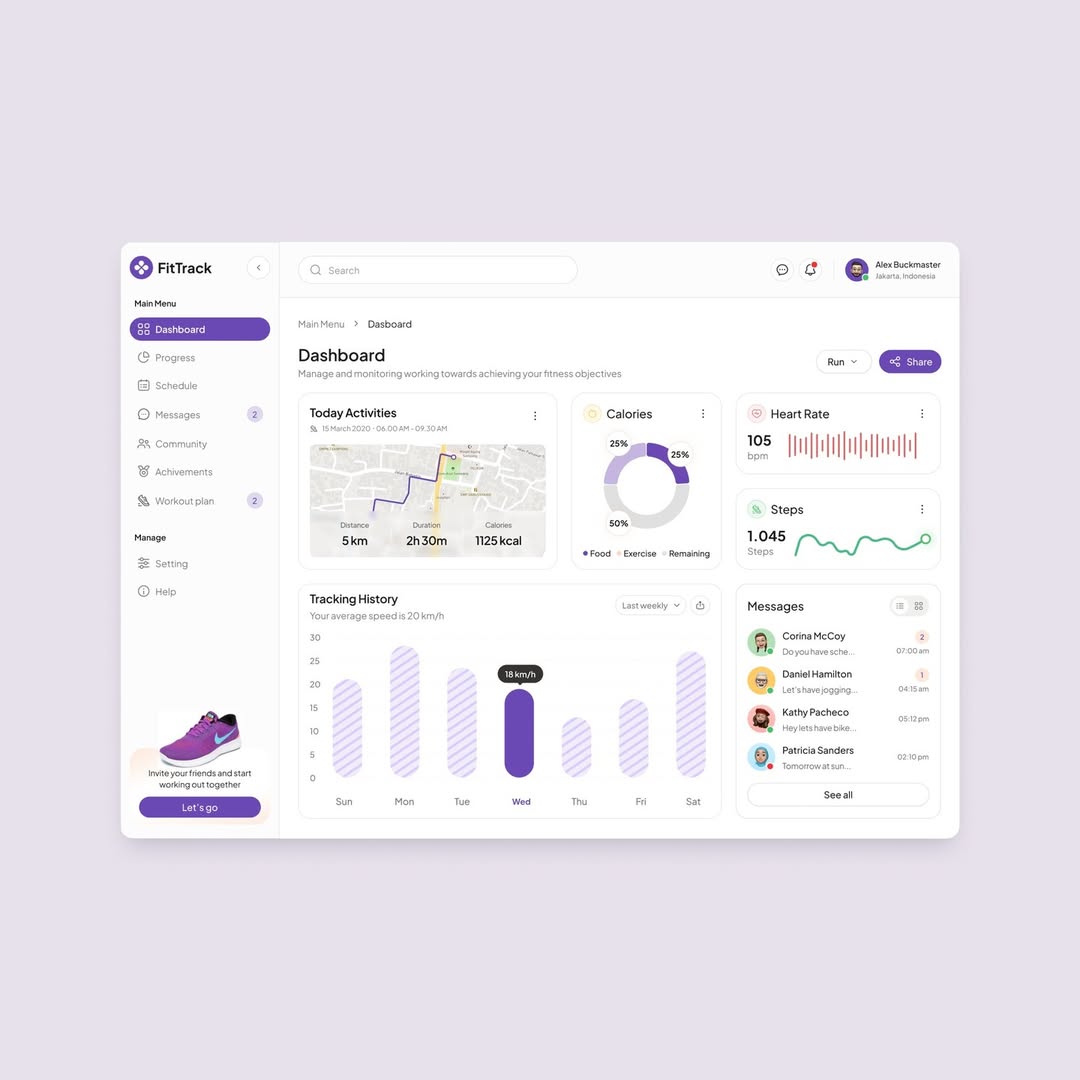 FitTrack
Main Menu
Dashboard
Progress
Schedule
Messages 2
Community
Achivements
Workout plan 2
Manage
Setting
Help
Invite your friends and start
working out together
Let's go
Search
Alex Buckmaster
Jakarta, Indonesia
Main Menu > Dasboard
Dashboard
Manage and monitoring working towards achieving your fitness objectives
Run
Share
Today Activities
15 March 2020 - 06.00 AM - 09.30 AM
Distance
5 km
Duration
2h 30m
Calories
1125 kcal
Calories
25%
25%
50%
Food Exercise Remaining
Heart Rate
105
bpm
Steps
1.045
Steps
Tracking History
Your average speed is 20 km/h
Last weekly
30
25
20
15
10
5
0
18 km/h
Sun Mon Tue Wed Thu Fri Sat
Messages
Corina McCoy 2
Do you have sche... 07:00 am
Daniel Hamilton 1
Let's have jogging... 04:15 am
Kathy Pacheco
Hey lets have bike... 05:12 pm
Patricia Sanders
Tomorrow at sun... 02:10 pm
See all